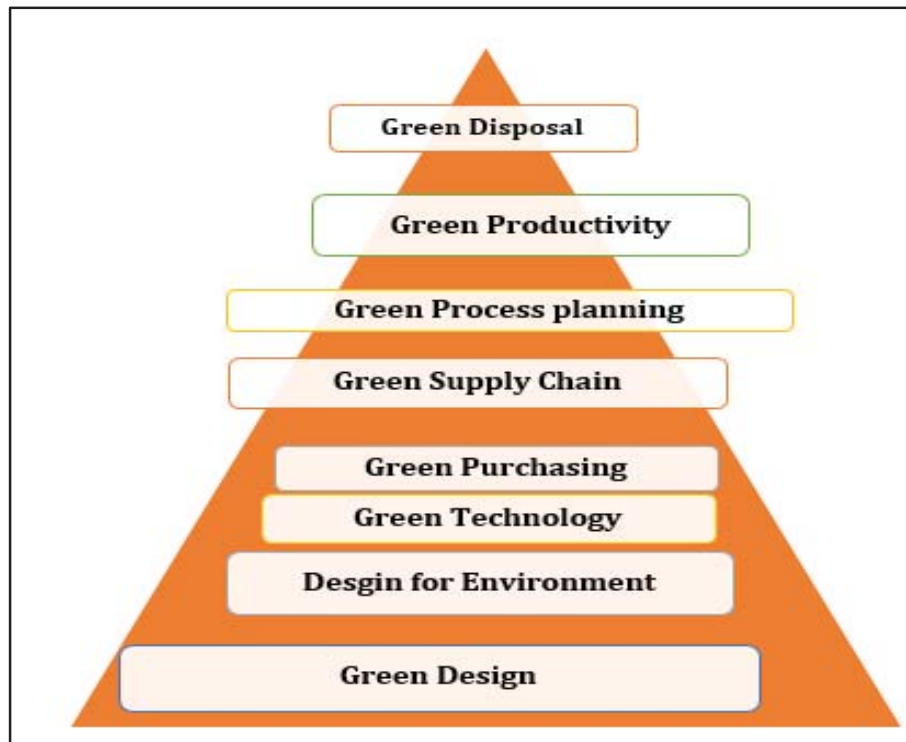 Green Disposal
Green Productivity
Green Process planning
Green Supply Chain
Green Purchasing
Green Technology
Desgin for Environment
Green Design